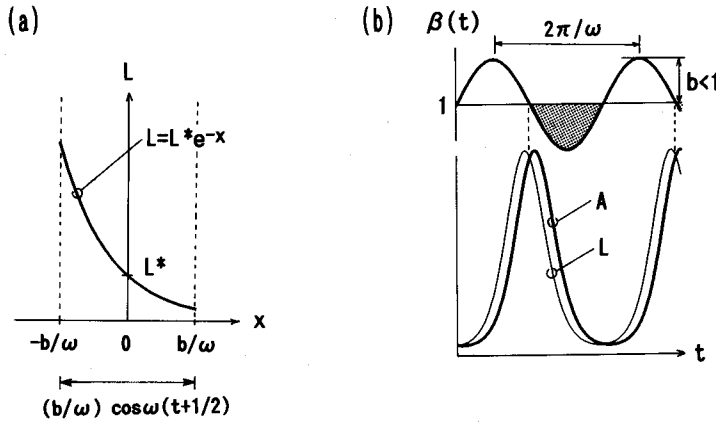 (a)
L
L=L*e-x
L*
x
-b/ω
0
b/ω
(b/ω) cosω(t+1/2)
(b)
β(t)
2π/ω
b<1
1
A
L
t